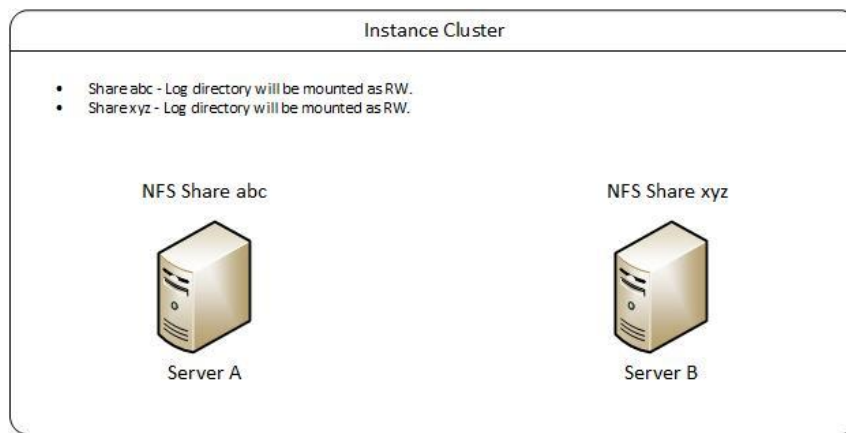 Instance Cluster
• Share abc - Log directory will be mounted as RW.
• Share xyz - Log directory will be mounted as RW.
NFS Share abc
NFS Share xyz
Server A
Server B